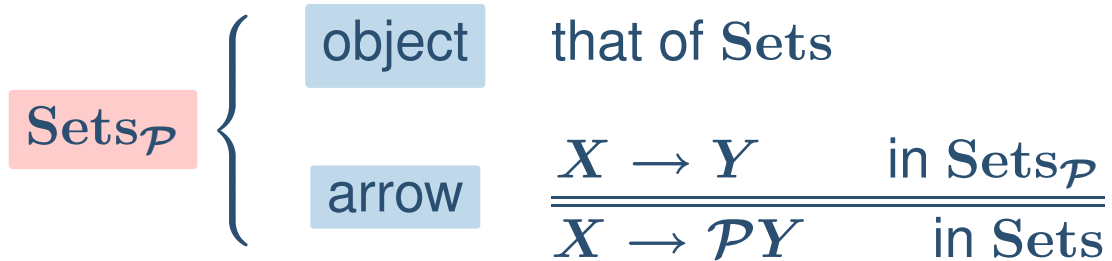 object that of Sets
Sets𝒫
X → Y in Sets𝒫
arrow
X → 𝒫Y in Sets